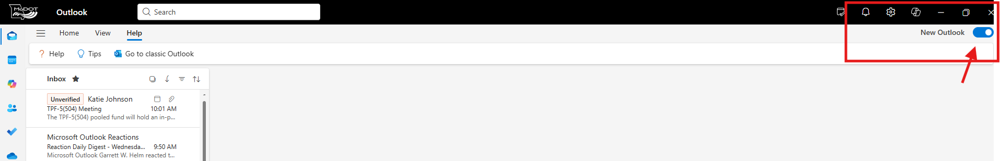 MoDOT
Outlook
Search
Home View Help
New Outlook
? Help Tips Go to classic Outlook
Inbox
Unverified Katie Johnson
TPF-5(504) Meeting 10:01 AM
The TPF-5(504) pooled fund will hold an in-p...
Microsoft Outlook Reactions
Reaction Daily Digest - Wednesda... 9:50 AM
Microsoft Outlook Garrett W. Helm reacted t...